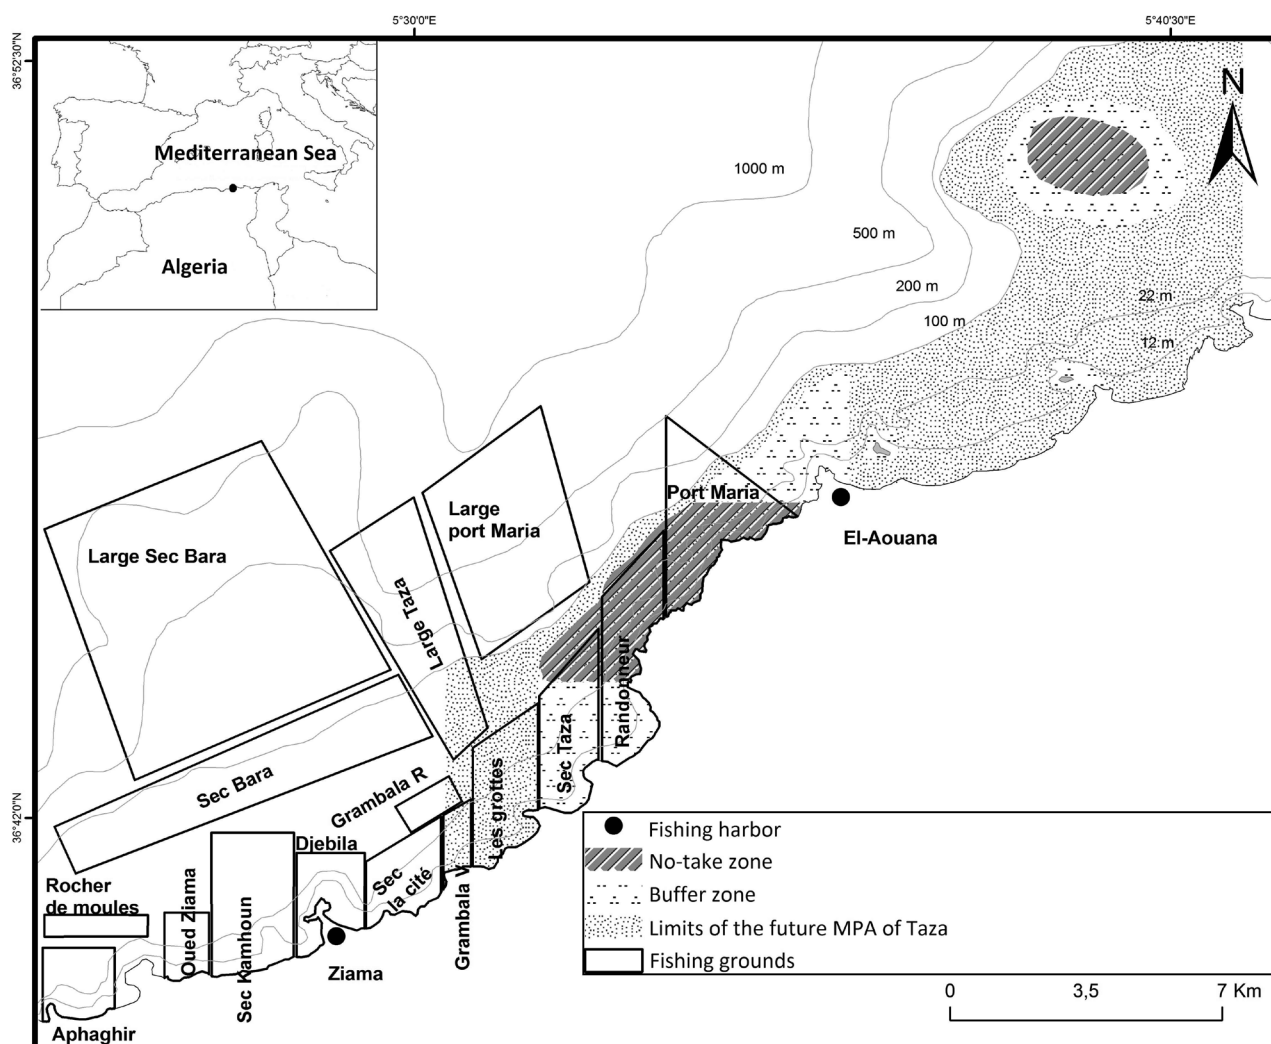 5°30'0"E
5°40'30"E
36°52'30"N
N
Mediterranean Sea
Algeria
1000 m
500 m
200 m
100 m
22 m
12 m
Port Maria
Large
port Maria
El-Aouana
Large Sec Bara
Large Taza
Randonneur
Sec Taza
Les grottes
Sec Bara
Grambala R
36°42'0"N
Djebila
Sec
la cité
Grambala V
Rocher
de moules
Oued Ziama
Sec Kamhoun
Ziama
Aphaghir
Fishing harbor
No-take zone
Buffer zone
Limits of the future MPA of Taza
Fishing grounds
0 3,5 7 Km